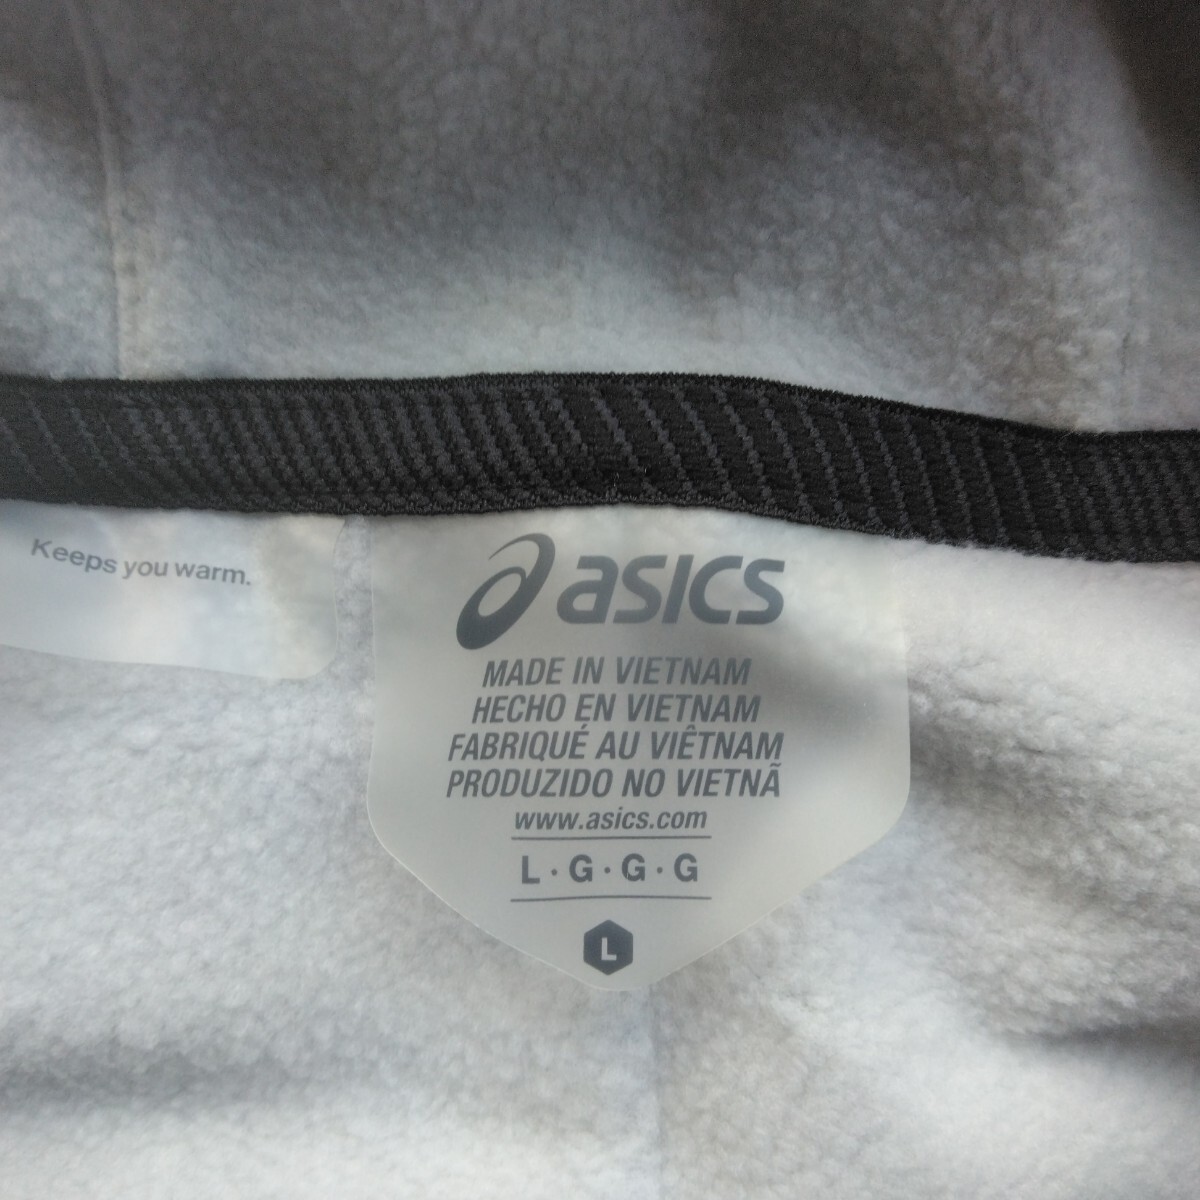 Keeps you warm.
asics
MADE IN VIETNAM
HECHO EN VIETNAM
FABRIQUÉ AU VIÊTNAM
PRODUZIDO NO VIETNÃ
www.asics.com
L · G · G · G
L